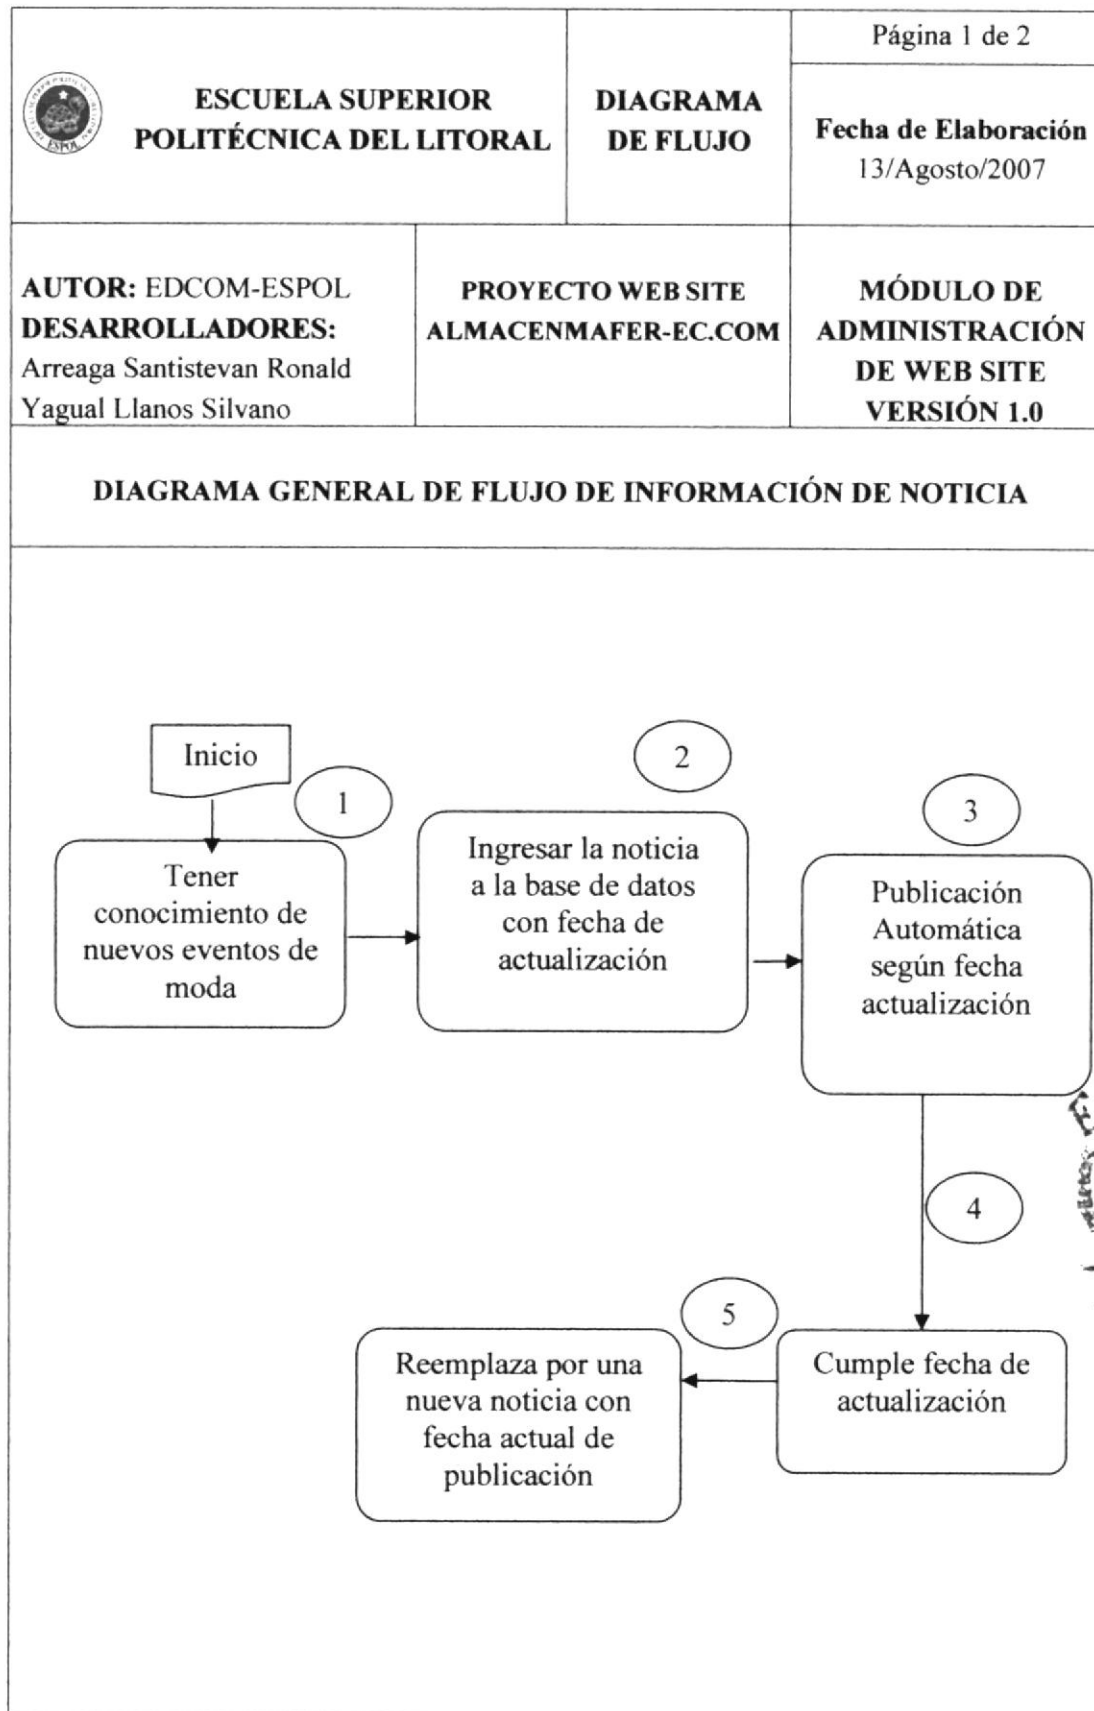 Página 1 de 2
ESCUELA SUPERIOR
POLITÉCNICA DEL LITORAL
DIAGRAMA
DE FLUJO
Fecha de Elaboración
13/Agosto/2007
ESPOL
AUTOR: EDCOM-ESPOL
DESARROLLADORES:
Arreaga Santistevan Ronald
Yagual Llanos Silvano
PROYECTO WEB SITE
ALMACENMAFER-EC.COM
MÓDULO DE
ADMINISTRACIÓN
DE WEB SITE
VERSIÓN 1.0
DIAGRAMA GENERAL DE FLUJO DE INFORMACIÓN DE NOTICIA
Inicio
1
Tener
conocimiento de
nuevos eventos de
moda
2
Ingresar la noticia
a la base de datos
con fecha de
actualización
3
Publicación
Automática
según fecha
actualización
4
Cumple fecha de
actualización
5
Reemplaza por una
nueva noticia con
fecha actual de
publicación